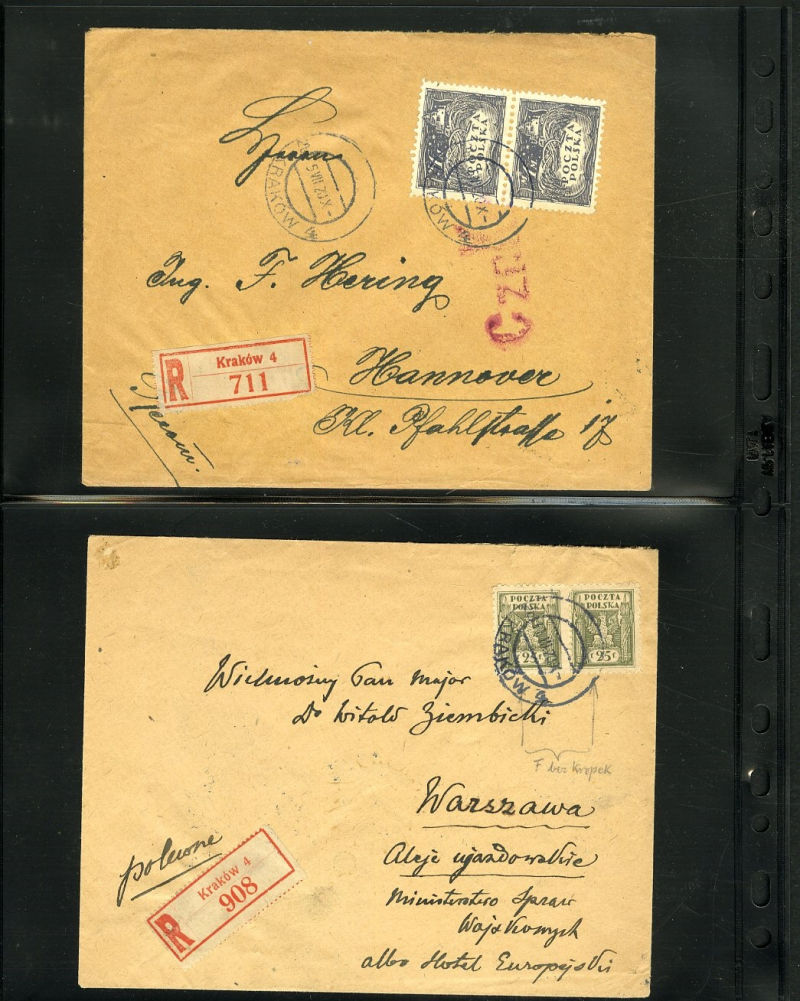 POCZTA POLSKA
POCZTA POLSKA
KRAKÓW 4
Ing. F. Hering
R Kraków 4
711
Hannover
Kl. Pfahlstrasse 17
POCZTA POLSKA
25 f
POCZTA POLSKA
25 f
KRAKÓW 4
Wielmożny Pan major
Dr Witold Ziembicki
F bez kropek
Warszawa
Aleje ujazdowskie
Ministerstwo Spraw
Wojskowych
albo Hotel Europejski
polecone
R Kraków 4
908